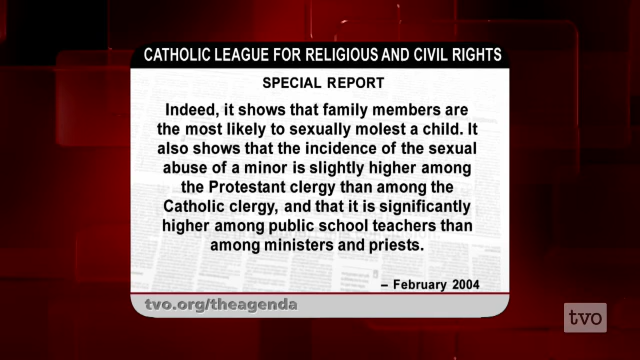 CATHOLIC LEAGUE FOR RELIGIOUS AND CIVIL RIGHTS
SPECIAL REPORT
Indeed, it shows that family members are
the most likely to sexually molest a child. It
also shows that the incidence of the sexual
abuse of a minor is slightly higher among
the Protestant clergy than among the
Catholic clergy, and that it is significantly
higher among public school teachers than
among ministers and priests.
– February 2004
tvo.org/theagenda
tvo